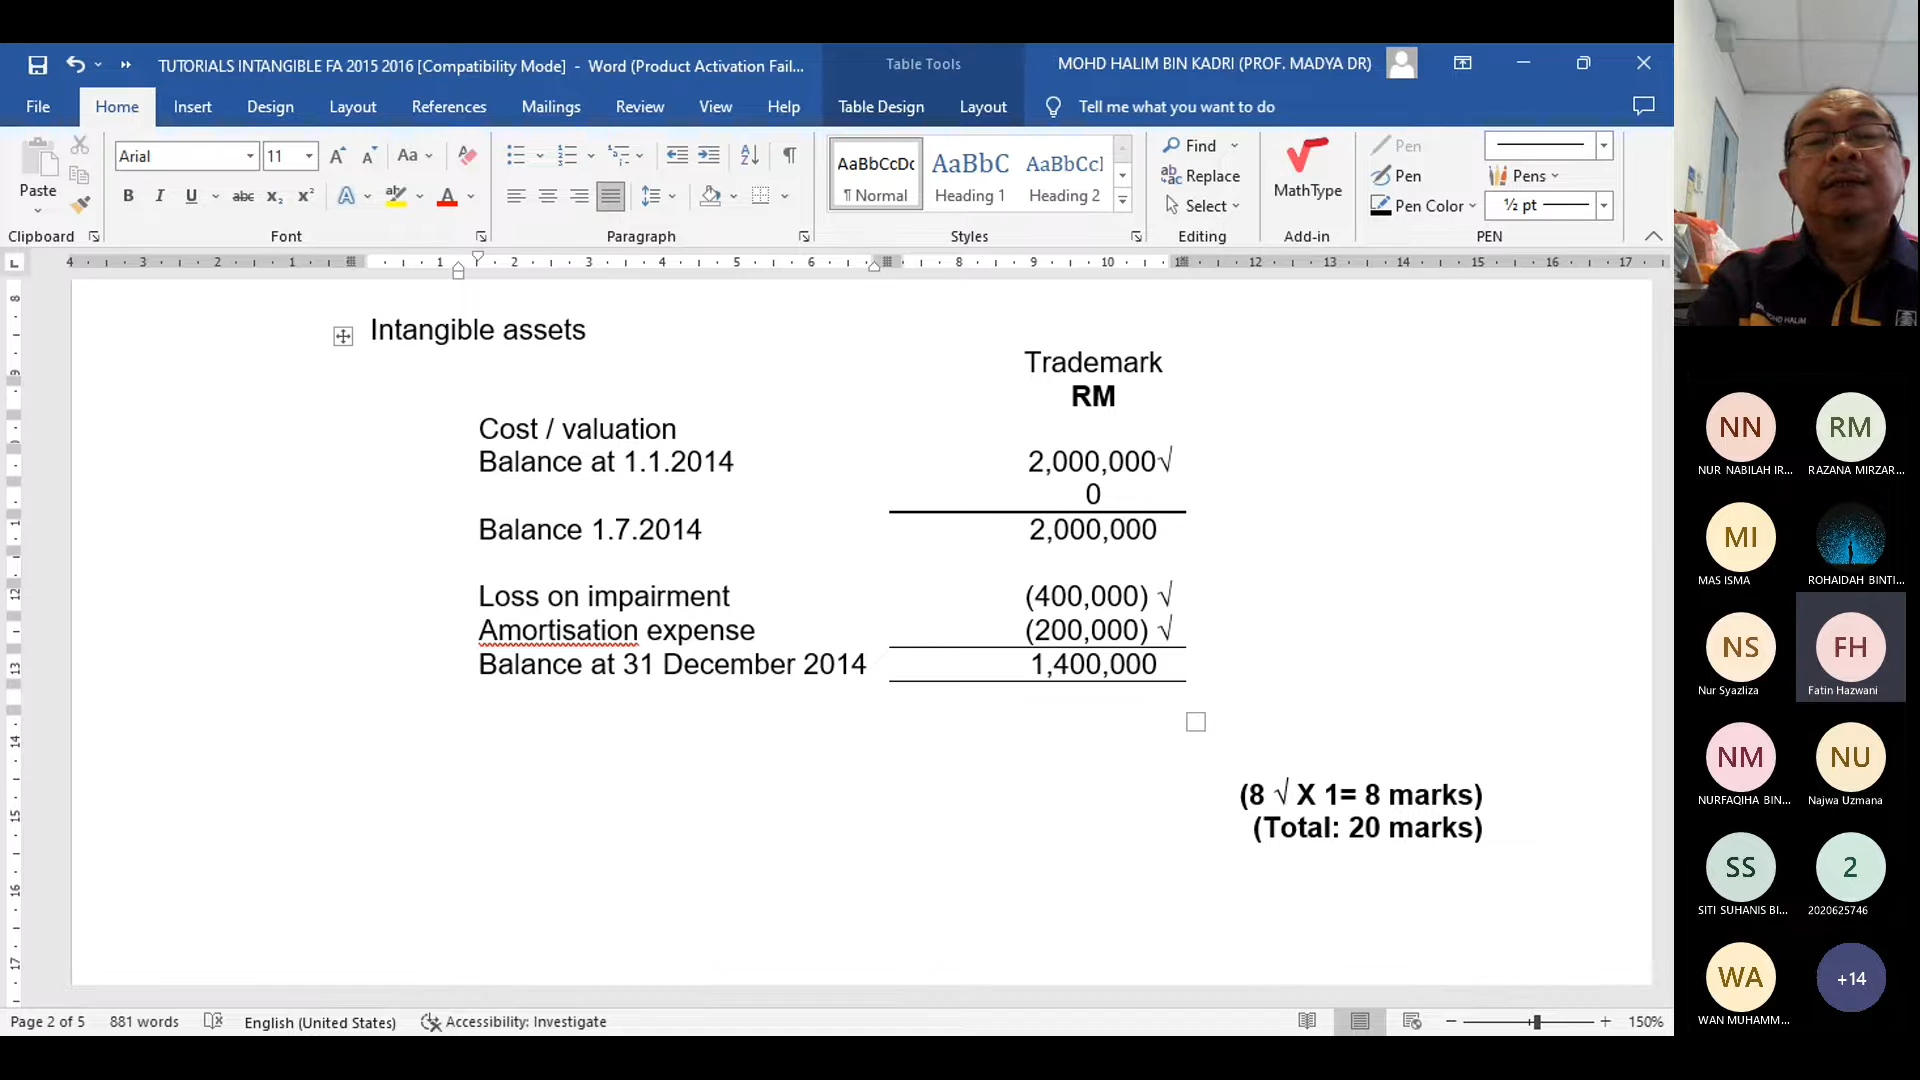 TUTORIALS INTANGIBLE FA 2015 2016 [Compatibility Mode] - Word (Product Activation Fail...
Table Tools
MOHD HALIM BIN KADRI (PROF. MADYA DR)
File Home Insert Design Layout References Mailings Review View Help Table Design Layout Tell me what you want to do
Paste
Clipboard
Arial 11
Font
Paragraph
AaBbCcDc AaBbC AaBbCcI
¶ Normal Heading 1 Heading 2
Styles
Find
Replace
Select
Editing
MathType
Add-in
Pen
Pen
Pen Color
Pens
½ pt
PEN
Intangible assets
Trademark
RM
Cost / valuation
Balance at 1.1.2014 2,000,000√
0
Balance 1.7.2014 2,000,000
Loss on impairment (400,000) √
Amortisation expense (200,000) √
Balance at 31 December 2014 1,400,000
(8 √ X 1= 8 marks)
(Total: 20 marks)
Page 2 of 5 881 words English (United States) Accessibility: Investigate 150%
NN RM
NUR NABILAH IR... RAZANA MIRZAR...
MI
MAS ISMA ROHAIDAH BINTI...
NS FH
Nur Syazliza Fatin Hazwani
NM NU
NURFAQIHA BIN... Najwa Uzmana
SS 2
SITI SUHANIS BI... 2020625746
WA +14
WAN MUHAMM...